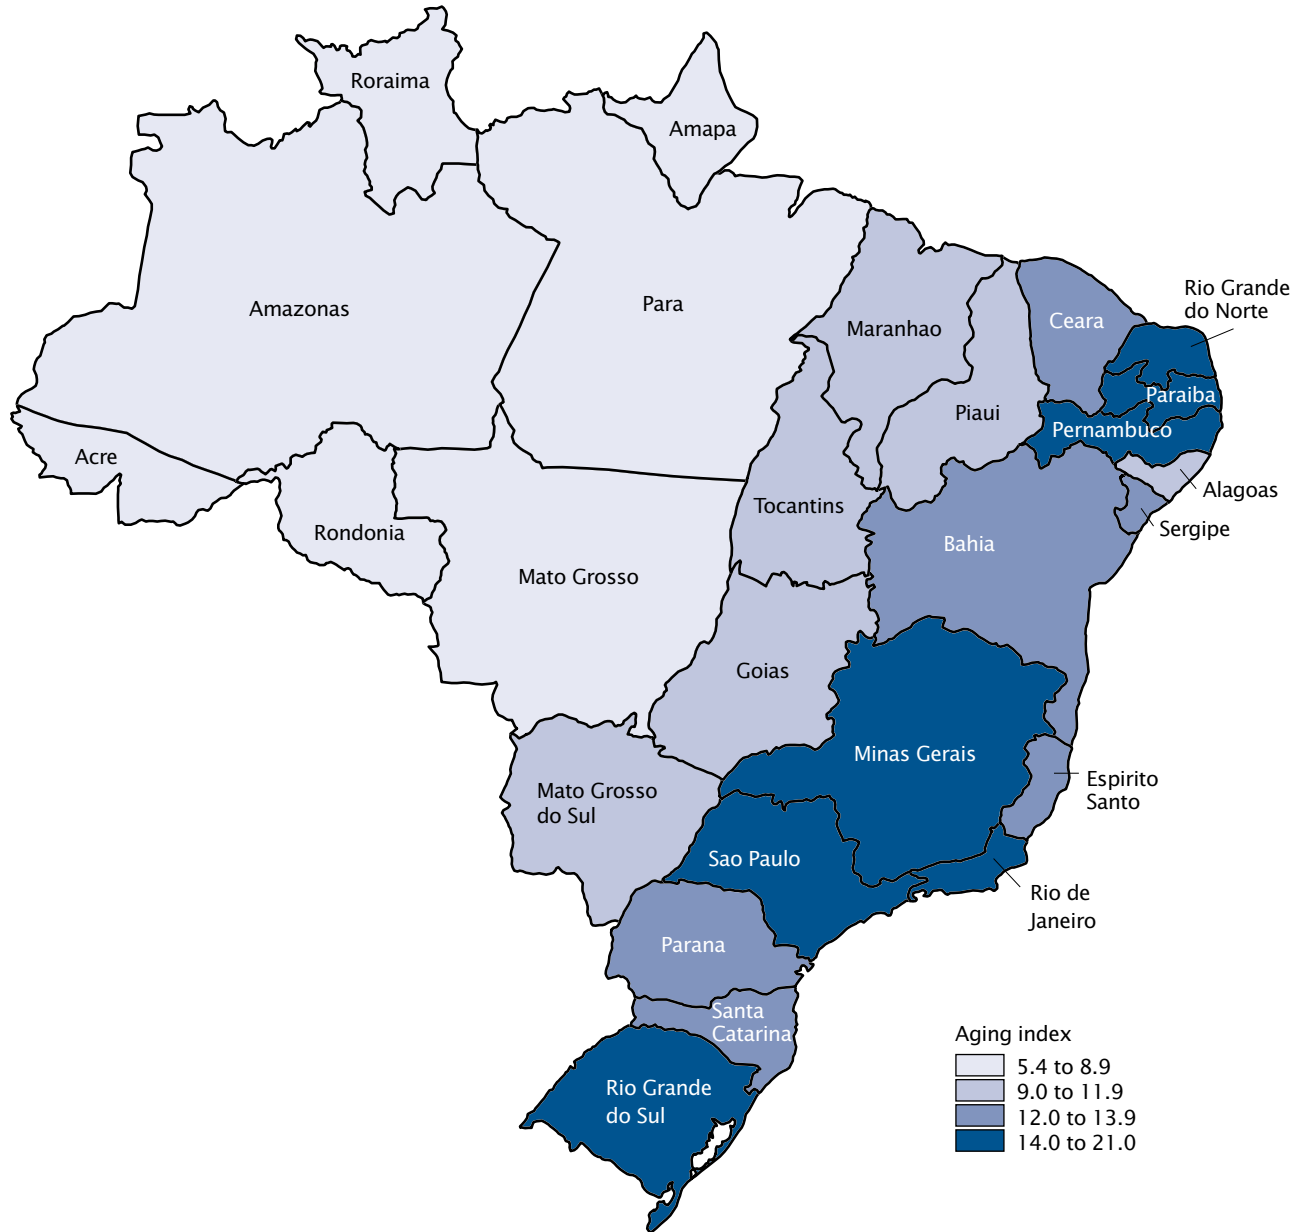 Roraima
Amapa
Amazonas
Para
Maranhao
Ceara
Rio Grande
do Norte
Piaui
Paraiba
Pernambuco
Acre
Alagoas
Tocantins
Sergipe
Rondonia
Bahia
Mato Grosso
Goias
Minas Gerais
Espirito
Santo
Mato Grosso
do Sul
Sao Paulo
Rio de
Janeiro
Parana
Santa
Catarina
Rio Grande
do Sul
Aging index
5.4 to 8.9
9.0 to 11.9
12.0 to 13.9
14.0 to 21.0